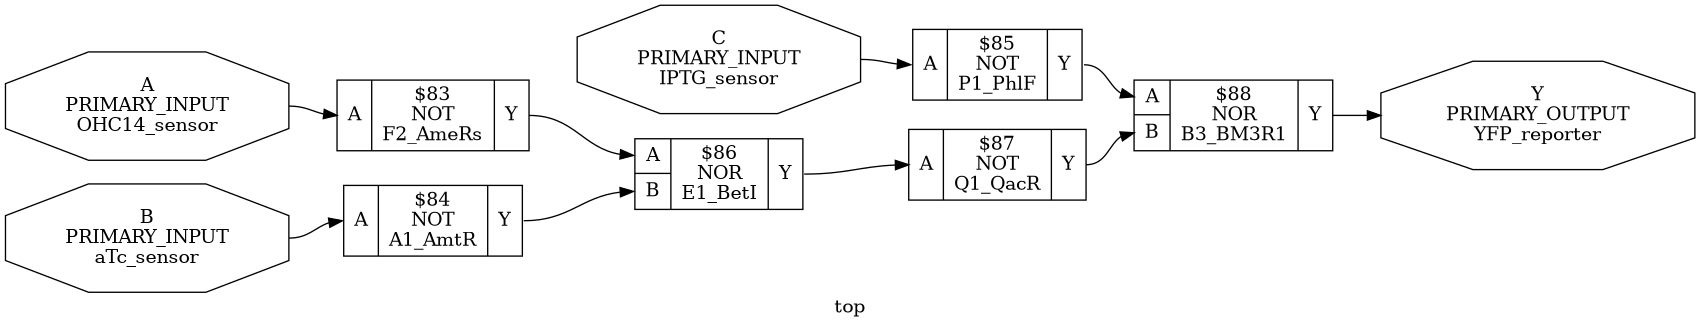 A
PRIMARY_INPUT
OHC14_sensor
B
PRIMARY_INPUT
aTc_sensor
A
$83
NOT
F2_AmeRs
Y
A
$84
NOT
A1_AmtR
Y
C
PRIMARY_INPUT
IPTG_sensor
A
B
$86
NOR
E1_BetI
Y
A
$85
NOT
P1_PhlF
Y
A
$87
NOT
Q1_QacR
Y
A
B
$88
NOR
B3_BM3R1
Y
Y
PRIMARY_OUTPUT
YFP_reporter
top